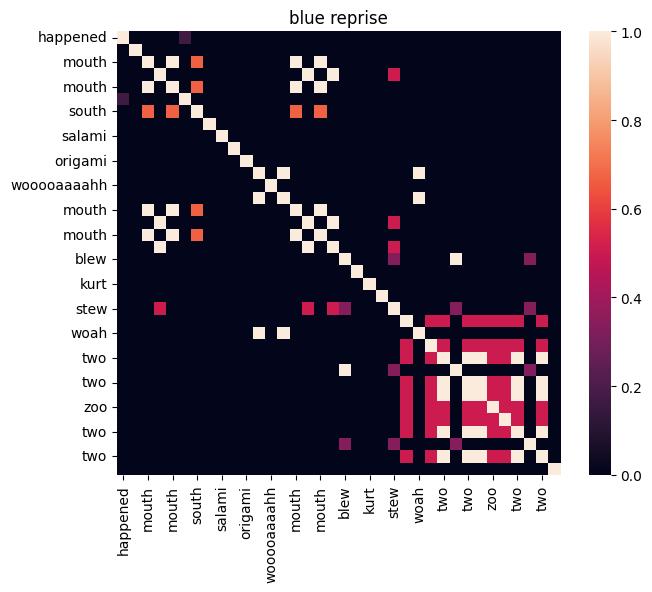 blue reprise
happened
mouth
mouth
south
salami
origami
wooooaaaahh
mouth
mouth
blew
kurt
stew
woah
two
two
zoo
two
two
happened
mouth
mouth
south
salami
origami
wooooaaaahh
mouth
mouth
blew
kurt
stew
woah
two
two
zoo
two
two
1.0
0.8
0.6
0.4
0.2
0.0